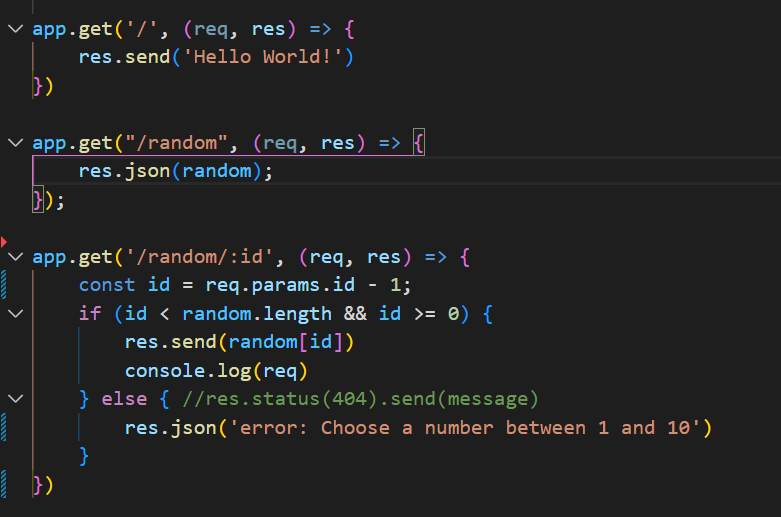 app.get('/', (req, res) => {
    res.send('Hello World!')
})

app.get("/random", (req, res) => {
    res.json(random);
});

app.get('/random/:id', (req, res) => {
    const id = req.params.id - 1;
    if (id < random.length && id >= 0) {
        res.send(random[id])
        console.log(req)
    } else { //res.status(404).send(message)
        res.json('error: Choose a number between 1 and 10')
    }
})